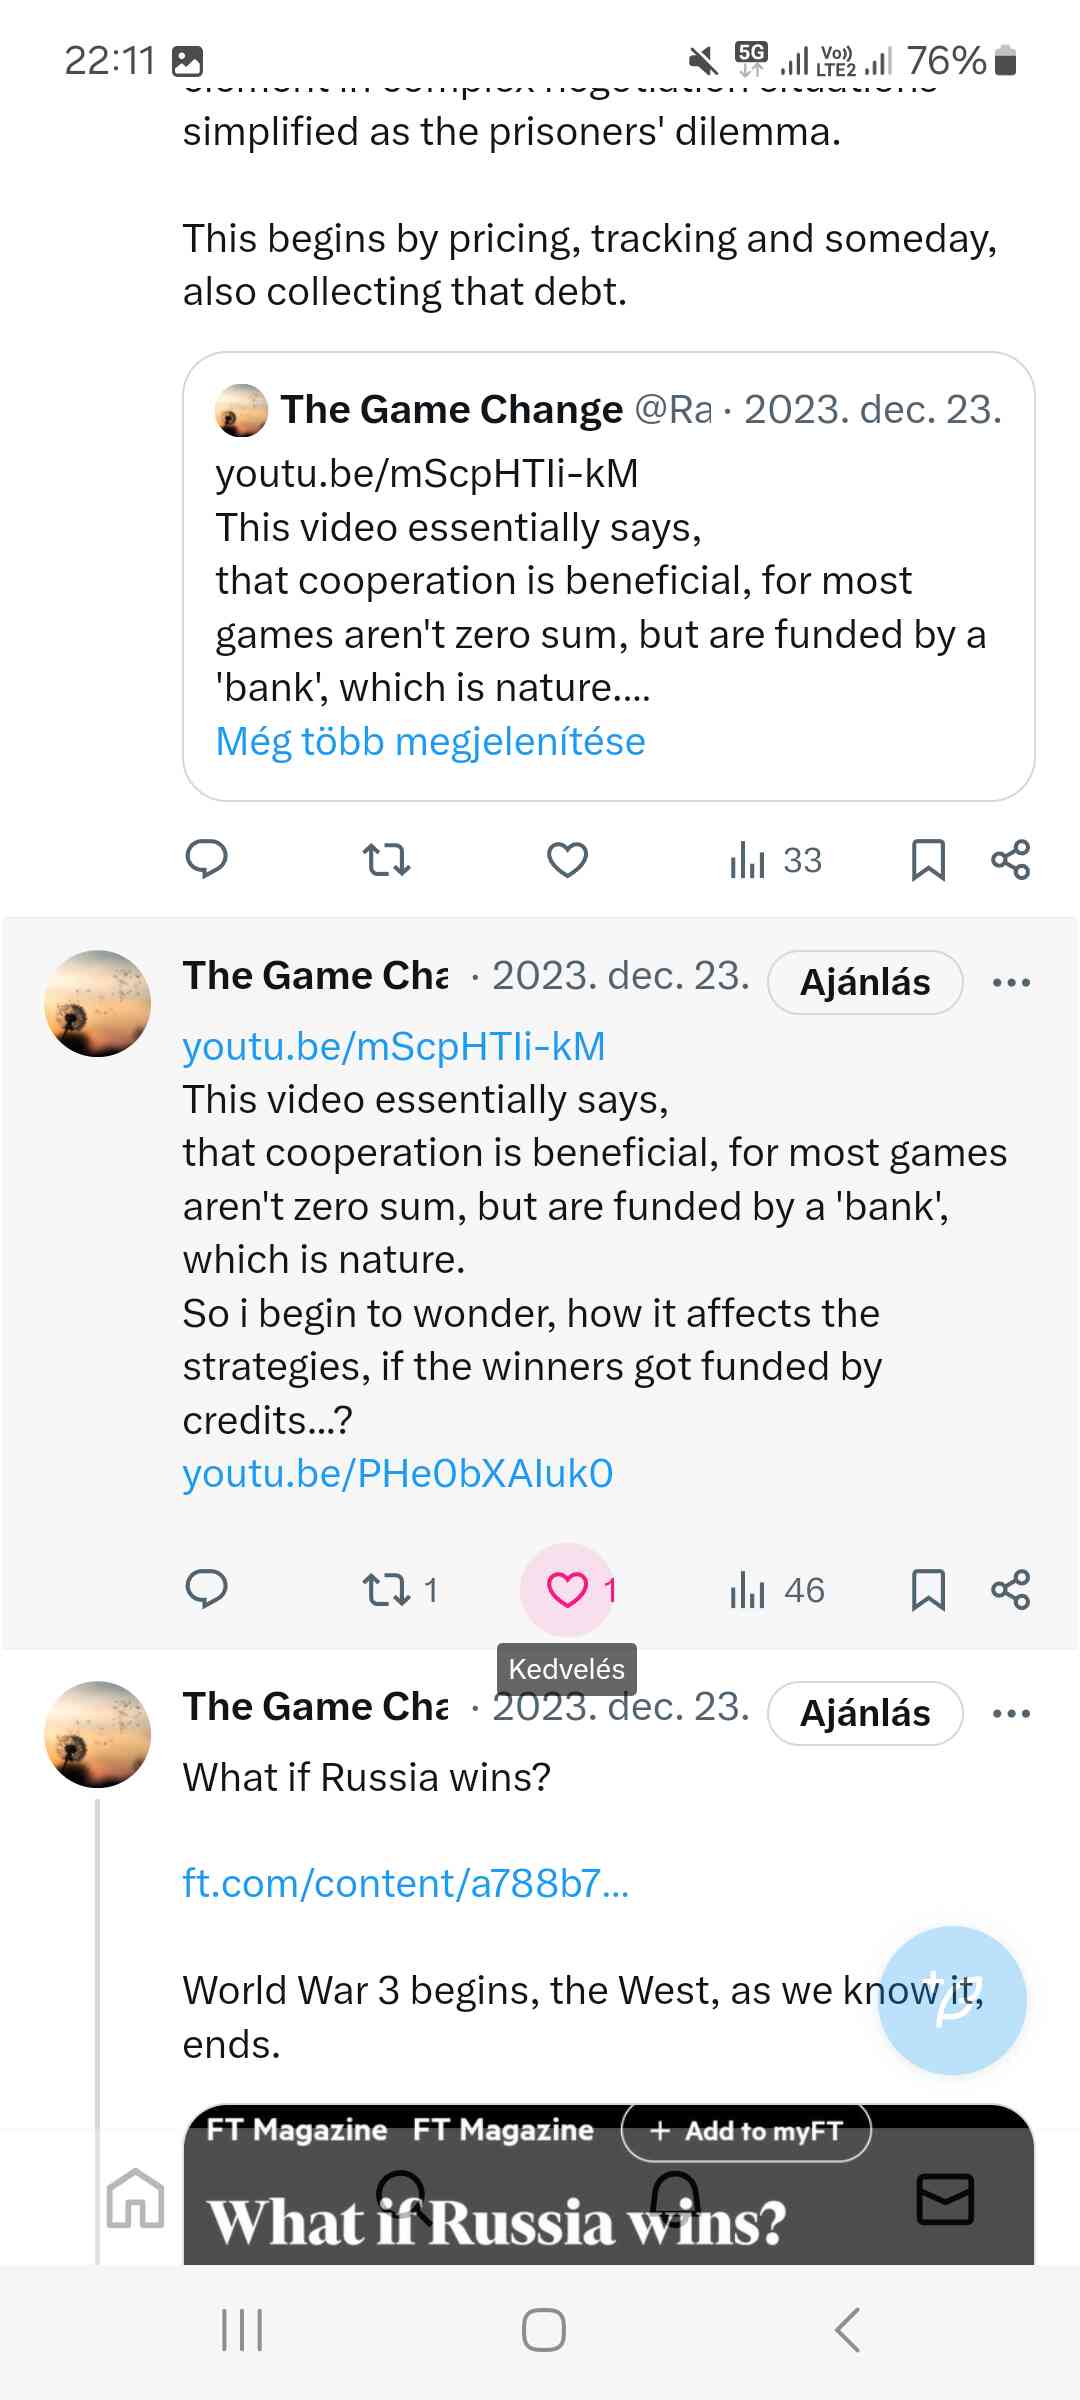 22:11
5G
Vo))
LTE2
76%
element in complex negotiation situations
simplified as the prisoners' dilemma.
This begins by pricing, tracking and someday,
also collecting that debt.
The Game Change @Ra · 2023. dec. 23.
youtu.be/mScpHTIi-kM
This video essentially says,
that cooperation is beneficial, for most
games aren't zero sum, but are funded by a
'bank', which is nature....
Még több megjelenítése
33
The Game Cha · 2023. dec. 23.
Ajánlás
youtu.be/mScpHTIi-kM
This video essentially says,
that cooperation is beneficial, for most games
aren't zero sum, but are funded by a 'bank',
which is nature.
So i begin to wonder, how it affects the
strategies, if the winners got funded by
credits...?
youtu.be/PHe0bXAIuk0
1
1
46
Kedvelés
The Game Cha · 2023. dec. 23.
Ajánlás
What if Russia wins?
ft.com/content/a788b7...
World War 3 begins, the West, as we know it,
ends.
FT Magazine FT Magazine
+ Add to myFT
What if Russia wins?